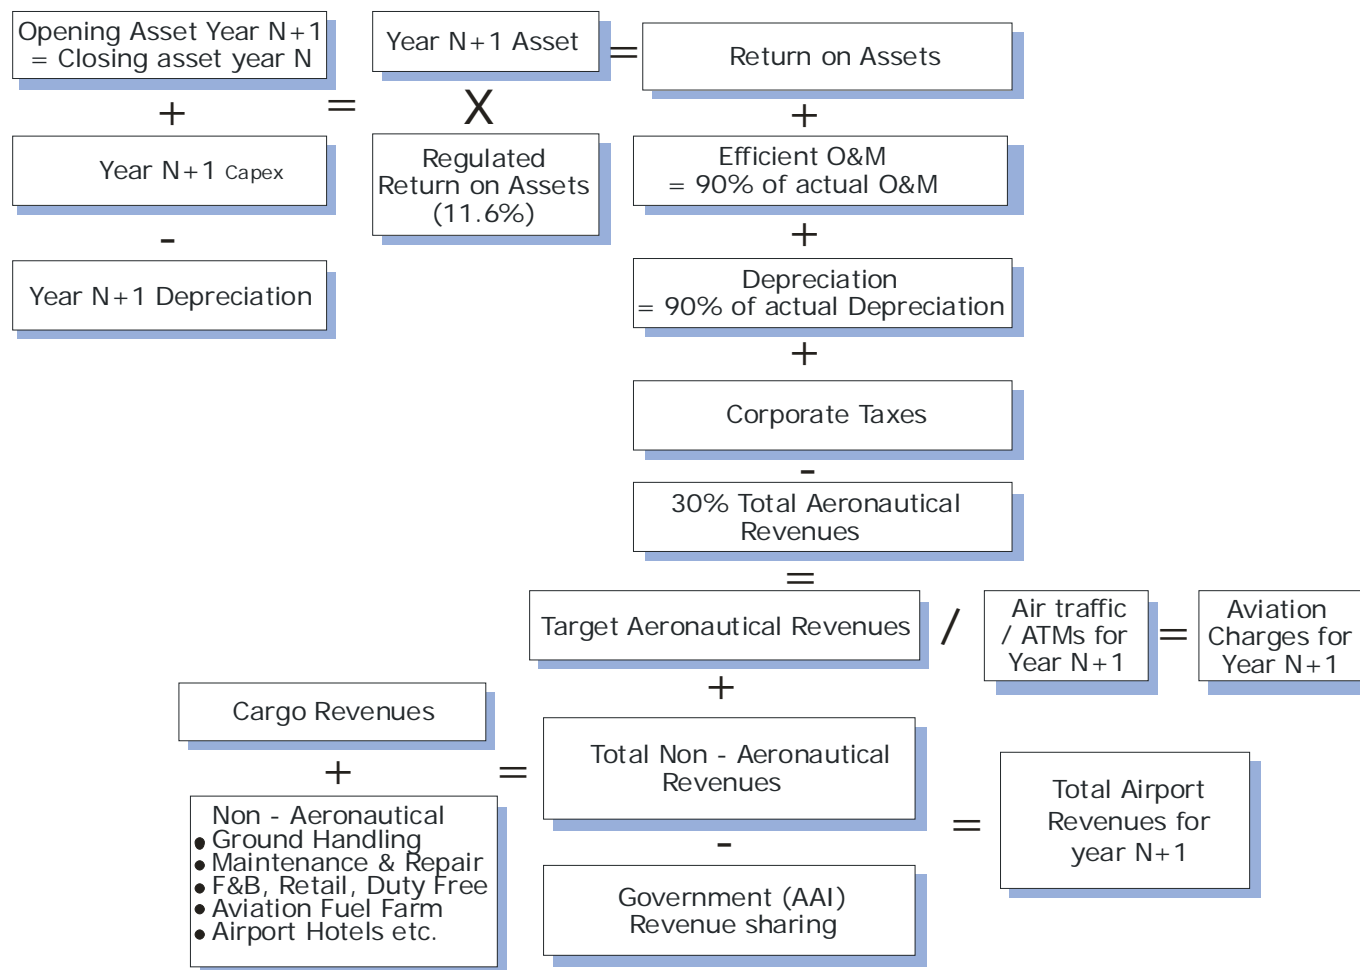 Opening Asset Year N+1
= Closing asset year N
+
Year N+1 Capex
-
Year N+1 Depreciation
=
Year N+1 Asset
X
Regulated
Return on Assets
(11.6%)
=
Return on Assets
+
Efficient O&M
= 90% of actual O&M
+
Depreciation
= 90% of actual Depreciation
+
Corporate Taxes
-
30% Total Aeronautical
Revenues
=
Target Aeronautical Revenues
/
Air traffic
/ ATMs for
Year N+1
=
Aviation
Charges for
Year N+1
+
Cargo Revenues
+
Non - Aeronautical
• Ground Handling
• Maintenance & Repair
• F&B, Retail, Duty Free
• Aviation Fuel Farm
• Airport Hotels etc.
=
Total Non - Aeronautical
Revenues
-
Government (AAI)
Revenue sharing
=
Total Airport
Revenues for
year N+1